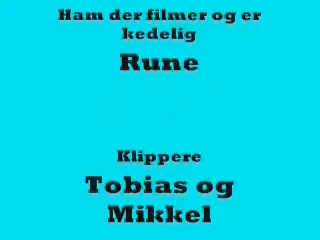 Ham der filmer og er
kedelig
Rune
Klippere
Tobias og
Mikkel